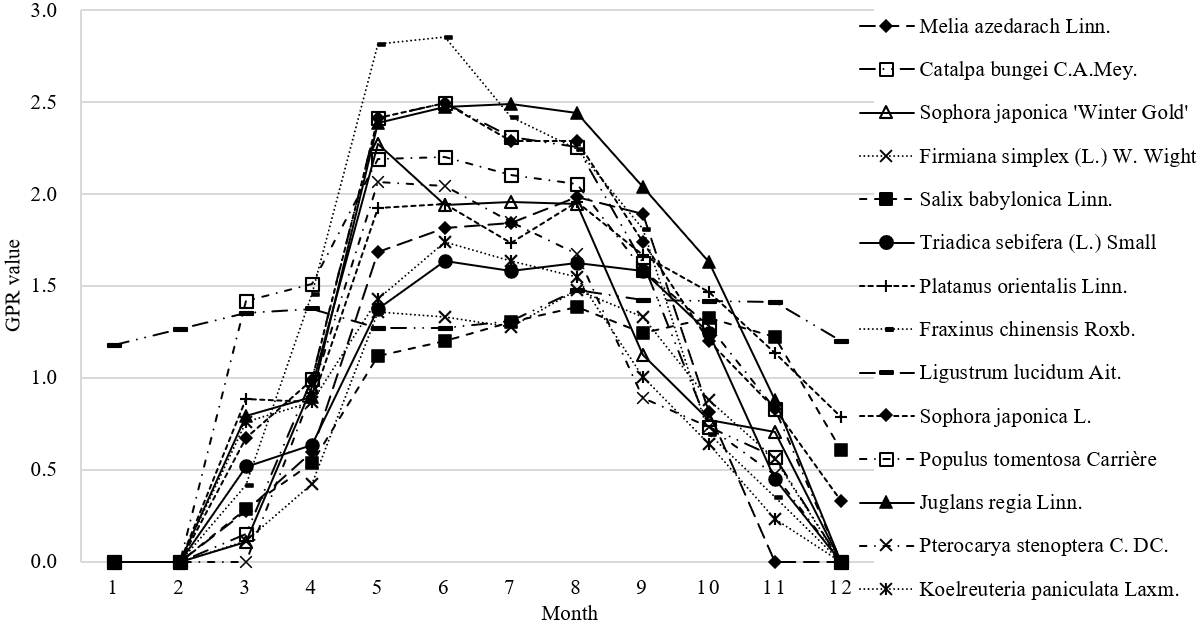 3.0
2.5
2.0
1.5
1.0
0.5
0.0
GPR value
1 2 3 4 5 6 7 8 9 10 11 12
Month
Melia azedarach Linn.
Catalpa bungei C.A.Mey.
Sophora japonica 'Winter Gold'
Firmiana simplex (L.) W. Wight
Salix babylonica Linn.
Triadica sebifera (L.) Small
Platanus orientalis Linn.
Fraxinus chinensis Roxb.
Ligustrum lucidum Ait.
Sophora japonica L.
Populus tomentosa Carrière
Juglans regia Linn.
Pterocarya stenoptera C. DC.
Koelreuteria paniculata Laxm.